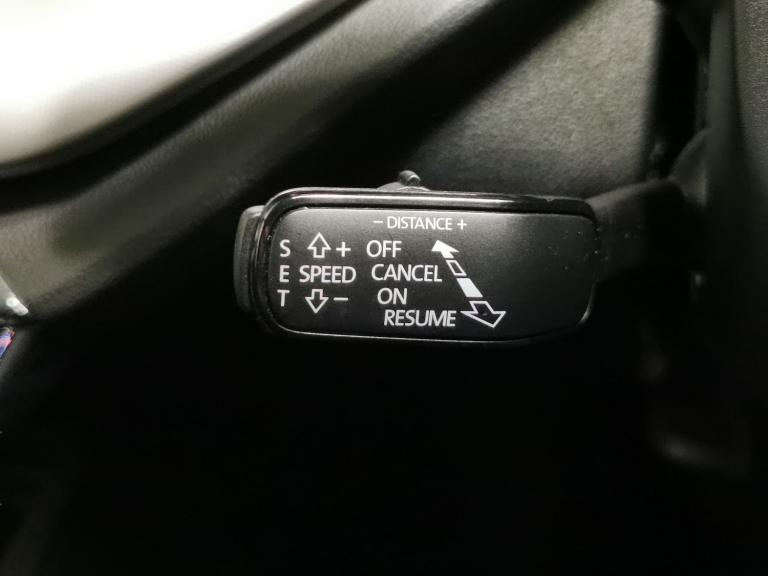 - DISTANCE +
S ⇧ + OFF
E SPEED CANCEL
T ⇩ - ON
RESUME